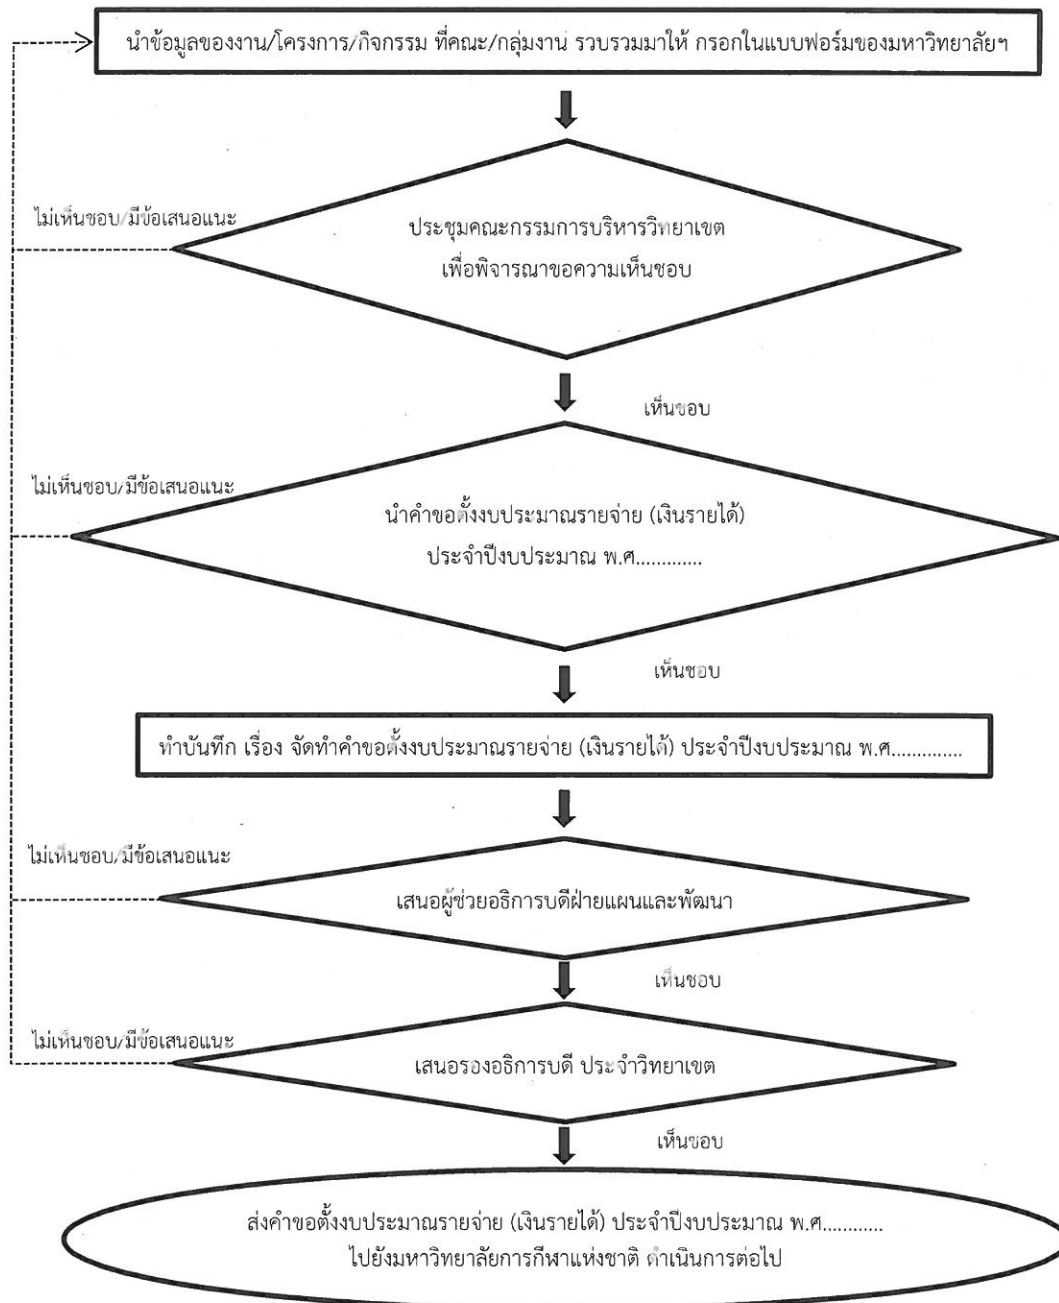 นำข้อมูลของงาน/โครงการ/กิจกรรม ที่คณะ/กลุ่มงาน รวบรวมมาให้ กรอกในแบบฟอร์มของมหาวิทยาลัยฯ
ไม่เห็นชอบ/มีข้อเสนอแนะ
ประชุมคณะกรรมการบริหารวิทยาเขต
เพื่อพิจารณาขอความเห็นชอบ
เห็นชอบ
ไม่เห็นชอบ/มีข้อเสนอแนะ
นำคำขอตั้งงบประมาณรายจ่าย (เงินรายได้)
ประจำปีงบประมาณ พ.ศ.............
เห็นชอบ
ทำบันทึก เรื่อง จัดทำคำขอตั้งงบประมาณรายจ่าย (เงินรายได้) ประจำปีงบประมาณ พ.ศ..............
ไม่เห็นชอบ/มีข้อเสนอแนะ
เสนอผู้ช่วยอธิการบดีฝ่ายแผนและพัฒนา
เห็นชอบ
ไม่เห็นชอบ/มีข้อเสนอแนะ
เสนอรองอธิการบดี ประจำวิทยาเขต
เห็นชอบ
ส่งคำขอตั้งงบประมาณรายจ่าย (เงินรายได้) ประจำปีงบประมาณ พ.ศ............
ไปยังมหาวิทยาลัยการกีฬาแห่งชาติ ดำเนินการต่อไป